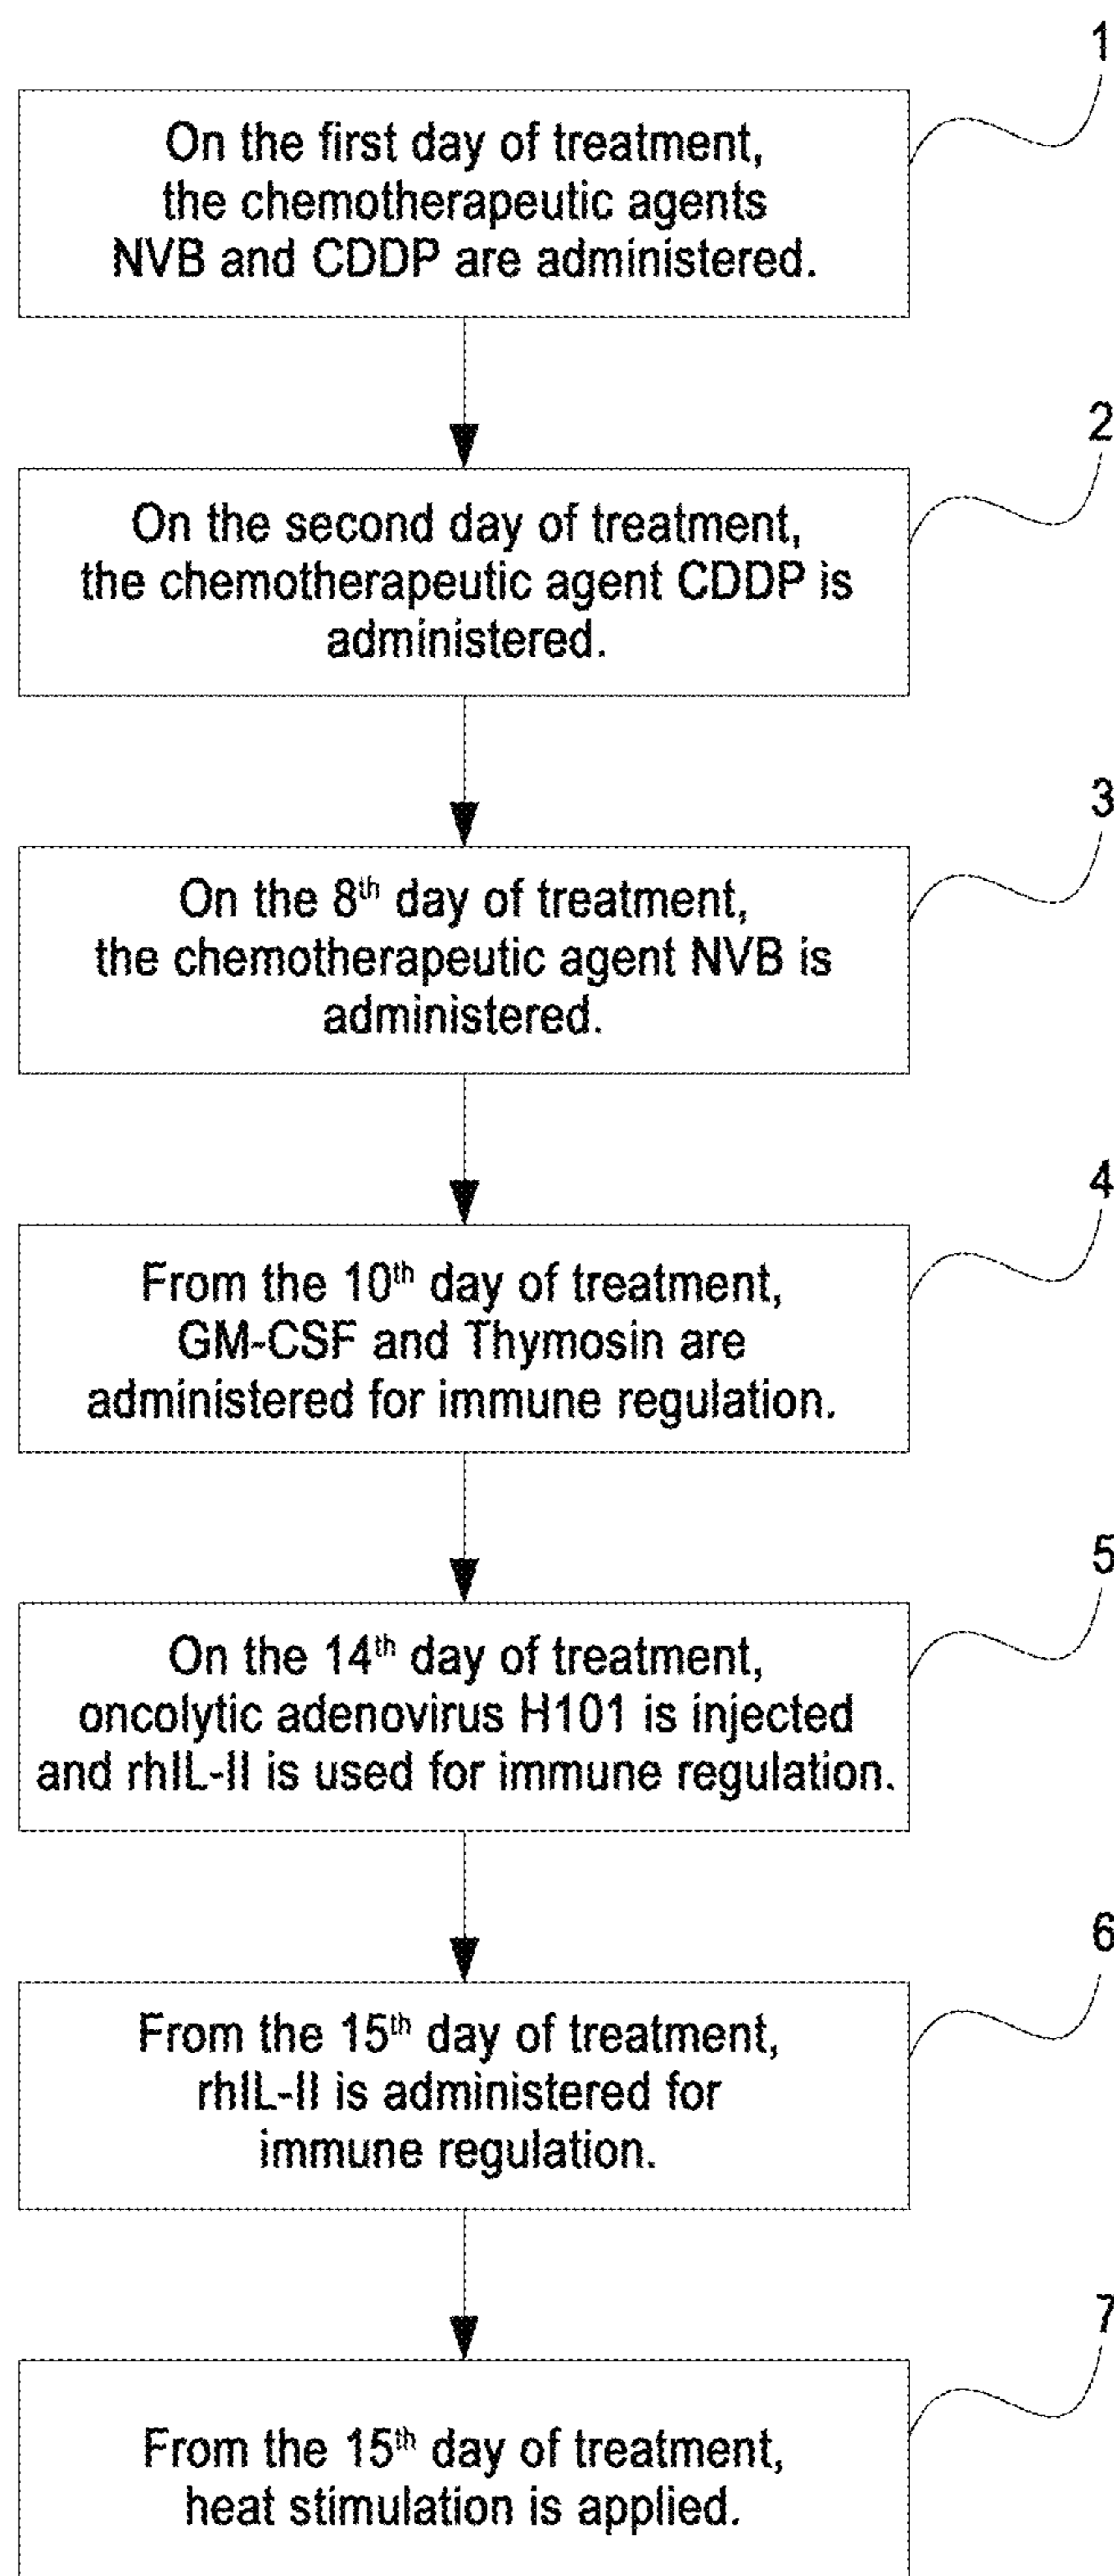 1
On the first day of treatment,
the chemotherapeutic agents
NVB and CDDP are administered.
2
On the second day of treatment,
the chemotherapeutic agent CDDP is
administered.
3
On the 8th day of treatment,
the chemotherapeutic agent NVB is
administered.
4
From the 10th day of treatment,
GM-CSF and Thymosin are
administered for immune regulation.
5
On the 14th day of treatment,
oncolytic adenovirus H101 is injected
and rhIL-II is used for immune regulation.
6
From the 15th day of treatment,
rhIL-II is administered for
immune regulation.
7
From the 15th day of treatment,
heat stimulation is applied.